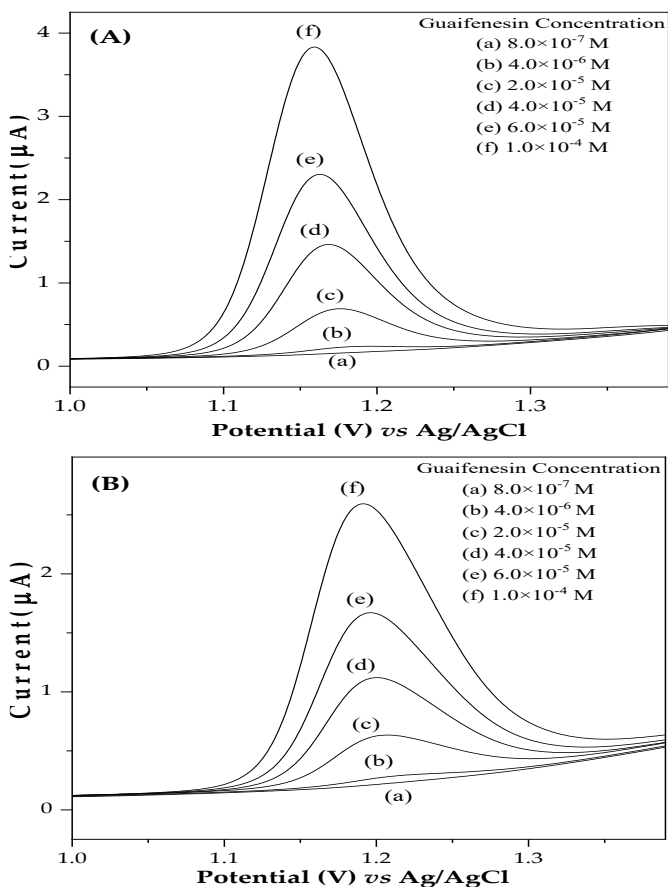 (A)
Guaifenesin Concentration
(a) 8.0×10⁻⁷ M
(b) 4.0×10⁻⁶ M
(c) 2.0×10⁻⁵ M
(d) 4.0×10⁻⁵ M
(e) 6.0×10⁻⁵ M
(f) 1.0×10⁻⁴ M
(f)
(e)
(d)
(c)
(b)
(a)
Current(µA)
4
3
2
1
0
1.0 1.1 1.2 1.3
Potential (V) vs Ag/AgCl
(B)
Guaifenesin Concentration
(a) 8.0×10⁻⁷ M
(b) 4.0×10⁻⁶ M
(c) 2.0×10⁻⁵ M
(d) 4.0×10⁻⁵ M
(e) 6.0×10⁻⁵ M
(f) 1.0×10⁻⁴ M
(f)
(e)
(d)
(c)
(b)
(a)
Current(µA)
2
1
0
1.0 1.1 1.2 1.3
Potential (V) vs Ag/AgCl